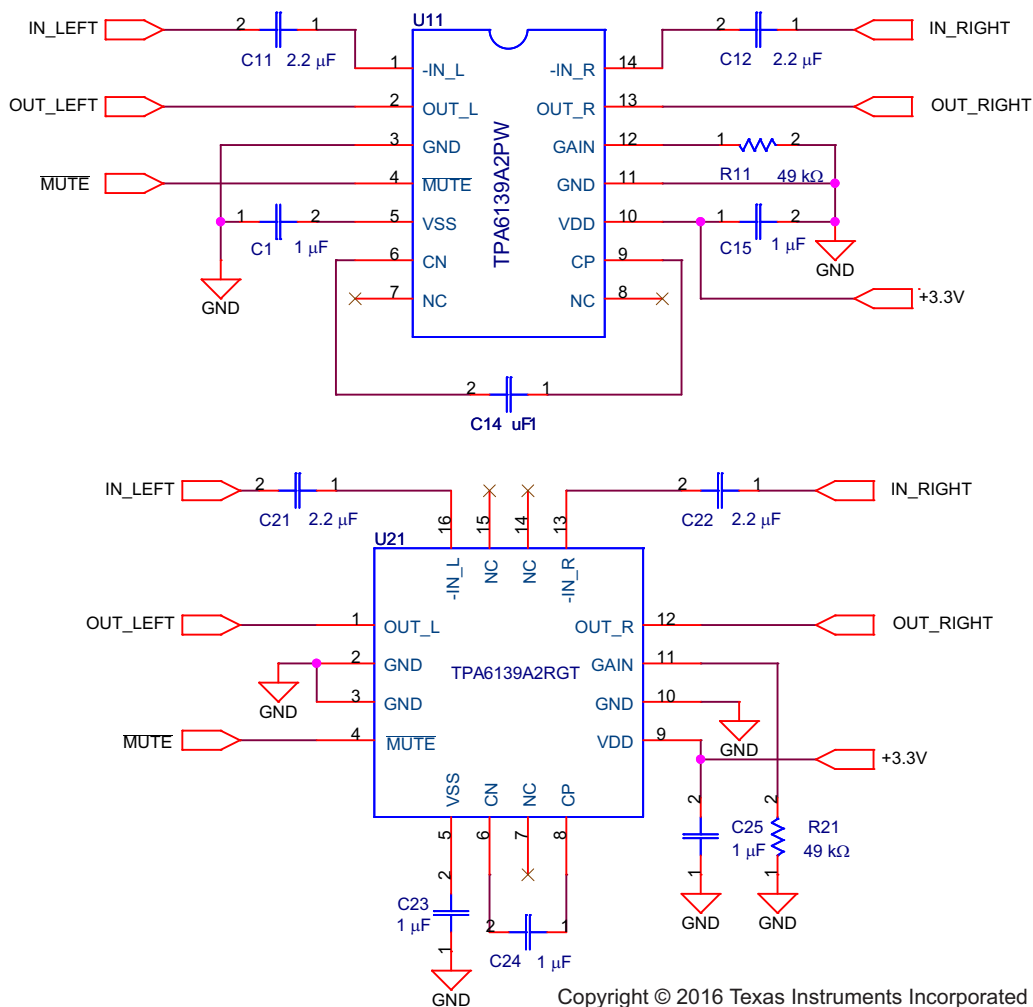 U11
IN_LEFT 2 1 C11 2.2 µF
2 1 C12 2.2 µF IN_RIGHT
1 -IN_L -IN_R 14
OUT_LEFT 2 OUT_L OUT_R 13 OUT_RIGHT
3 GND GAIN 12 1 2
R11 49 kΩ
MUTE 4 MUTE GND 11
1 2 5 VSS VDD 10 1 2
C1 1 µF C15 1 µF
6 CN CP 9
GND GND
7 NC NC 8
+3.3V
TPA6139A2PW
2 1
C14 uF1
IN_LEFT 2 1 2 1 IN_RIGHT
C21 2.2 µF C22 2.2 µF
16 15 14 13
U21
-IN_L NC NC -IN_R
OUT_LEFT 1 OUT_L OUT_R 12 OUT_RIGHT
2 GND GAIN 11
TPA6139A2RGT
3 GND GND 10
GND GND
MUTE 4 MUTE VDD 9
+3.3V
VSS CN NC CP
5 6 7 8
2 2
C25 1 µF 1
R21 49 kΩ 1
GND GND
2
C23 1 µF
1
2 1
C24 1 µF
GND
Copyright © 2016 Texas Instruments Incorporated